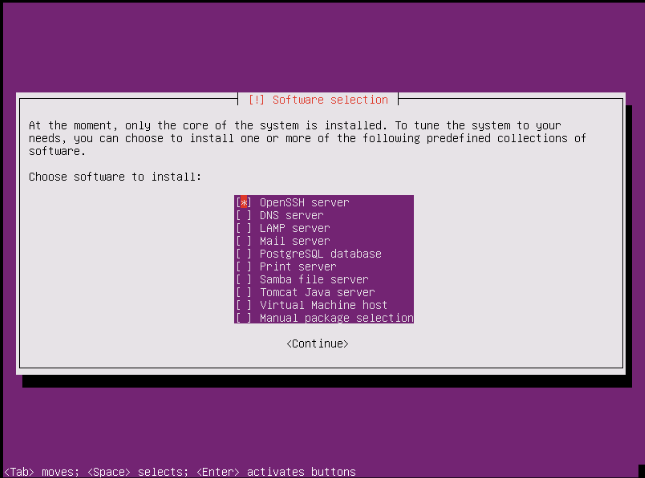 [!] Software selection
At the moment, only the core of the system is installed. To tune the system to your
needs, you can choose to install one or more of the following predefined collections of
software.
Choose software to install:
[*] OpenSSH server
[ ] DNS server
[ ] LAMP server
[ ] Mail server
[ ] PostgreSQL database
[ ] Print server
[ ] Samba file server
[ ] Tomcat Java server
[ ] Virtual Machine host
[ ] Manual package selection
<Continue>
<Tab> moves; <Space> selects; <Enter> activates buttons